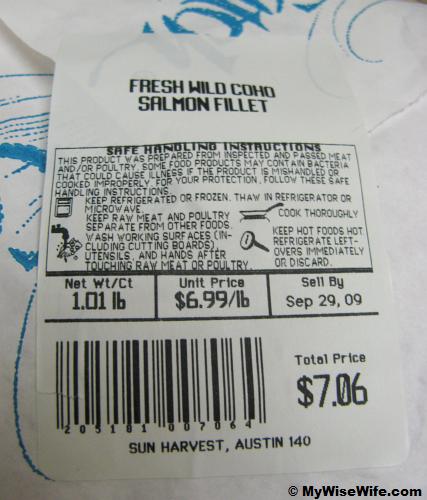 FRESH WILD COHO
SALMON FILLET
SAFE HANDLING INSTRUCTIONS
THIS PRODUCT WAS PREPARED FROM INSPECTED AND PASSED MEAT
AND/OR POULTRY. SOME FOOD PRODUCTS MAY CONTAIN BACTERIA
THAT COULD CAUSE ILLNESS IF THE PRODUCT IS MISHANDLED OR
COOKED IMPROPERLY. FOR YOUR PROTECTION, FOLLOW THESE SAFE
HANDLING INSTRUCTIONS.
KEEP REFRIGERATED OR FROZEN. THAW IN REFRIGERATOR OR
MICROWAVE.
KEEP RAW MEAT AND POULTRY
SEPARATE FROM OTHER FOODS.
WASH WORKING SURFACES (IN-
CLUDING CUTTING BOARDS),
UTENSILS, AND HANDS AFTER
TOUCHING RAW MEAT OR POULTRY.
COOK THOROUGHLY
KEEP HOT FOODS HOT
REFRIGERATE LEFT-
OVERS IMMEDIATELY
OR DISCARD.
Net Wt/Ct Unit Price Sell By
1.01 lb $6.99/lb Sep 29, 09
Total Price
$7.06
205181 007064
SUN HARVEST, AUSTIN 140
© MyWiseWife.com